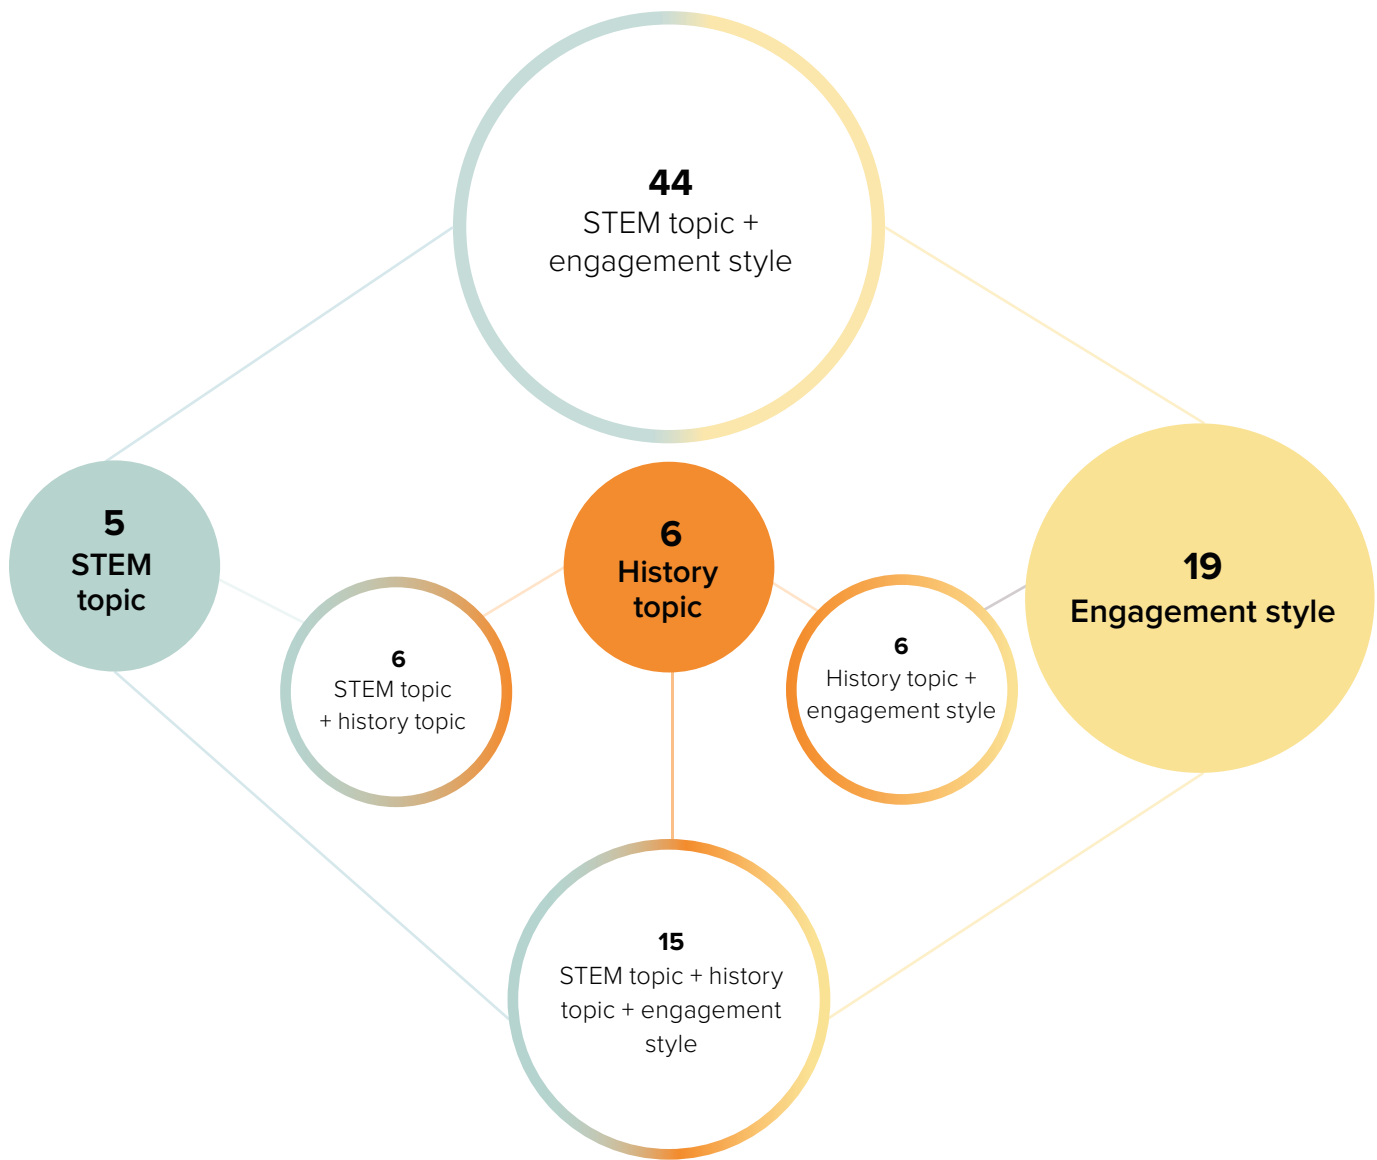 44
STEM topic +
engagement style
5
STEM
topic
6
History
topic
19
Engagement style
6
STEM topic
+ history topic
6
History topic +
engagement style
15
STEM topic + history
topic + engagement
style